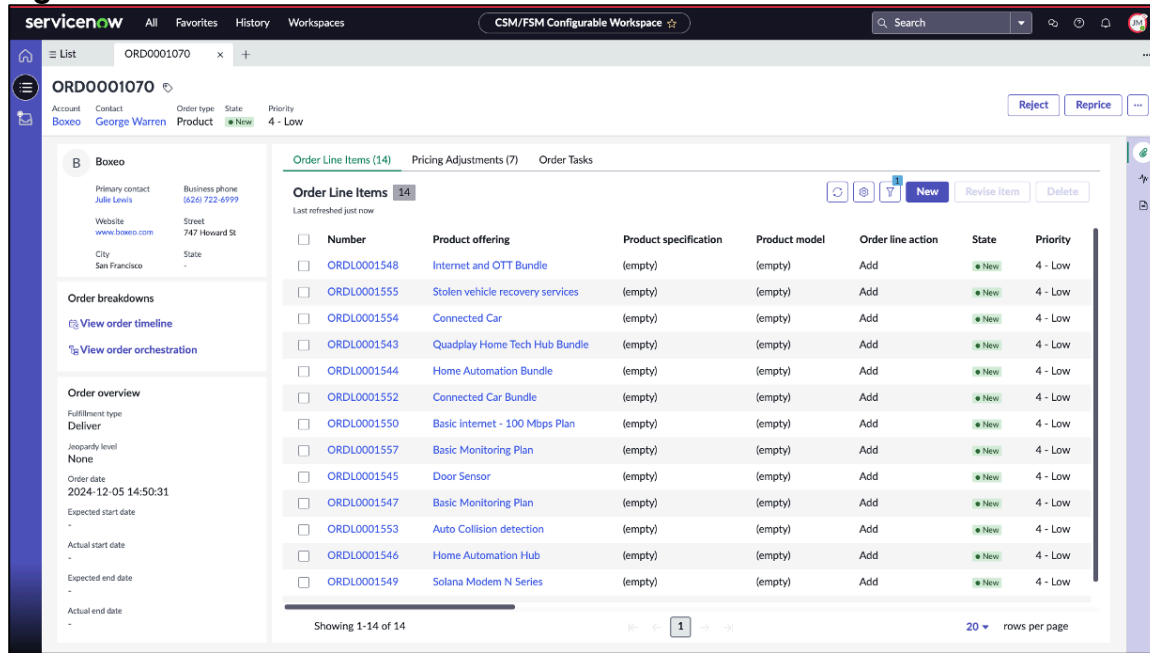 servicenow All Favorites History Workspaces CSM/FSM Configurable Workspace Search JM
List ORD0001070 × +
ORD0001070
Account Contact Order type State Priority
Boxeo George Warren Product New 4 - Low
Reject Reprice
B Boxeo
Primary contact Business phone
Julie Lewis (626) 722-6999
Website Street
www.boxeo.com 747 Howard St
City State
San Francisco -
Order breakdowns
View order timeline
View order orchestration
Order overview
Fulfillment type
Deliver
Jeopardy level
None
Order date
2024-12-05 14:50:31
Expected start date
-
Actual start date
-
Expected end date
-
Actual end date
-
Order Line Items (14) Pricing Adjustments (7) Order Tasks
Order Line Items 14 1 New Revise item Delete
Last refreshed just now
Number Product offering Product specification Product model Order line action State Priority
ORDL0001548 Internet and OTT Bundle (empty) (empty) Add New 4 - Low
ORDL0001555 Stolen vehicle recovery services (empty) (empty) Add New 4 - Low
ORDL0001554 Connected Car (empty) (empty) Add New 4 - Low
ORDL0001543 Quadplay Home Tech Hub Bundle (empty) (empty) Add New 4 - Low
ORDL0001544 Home Automation Bundle (empty) (empty) Add New 4 - Low
ORDL0001552 Connected Car Bundle (empty) (empty) Add New 4 - Low
ORDL0001550 Basic internet - 100 Mbps Plan (empty) (empty) Add New 4 - Low
ORDL0001557 Basic Monitoring Plan (empty) (empty) Add New 4 - Low
ORDL0001545 Door Sensor (empty) (empty) Add New 4 - Low
ORDL0001547 Basic Monitoring Plan (empty) (empty) Add New 4 - Low
ORDL0001553 Auto Collision detection (empty) (empty) Add New 4 - Low
ORDL0001546 Home Automation Hub (empty) (empty) Add New 4 - Low
ORDL0001549 Solana Modem N Series (empty) (empty) Add New 4 - Low
Showing 1-14 of 14 1 20 rows per page